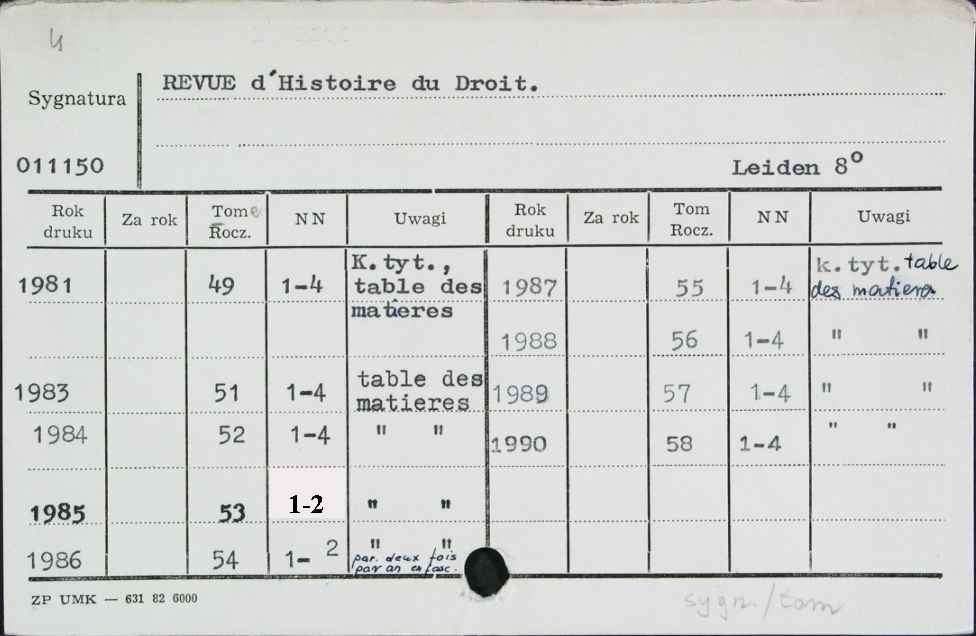 4
REVUE d'Histoire du Droit.
Sygnatura
011150
Leiden 8°
Rok druku | Za rok | Tome Rocz. | NN | Uwagi | Rok druku | Za rok | Tom Rocz. | NN | Uwagi
1981 49 1-4 K.tyt., table des matieres 1987 55 1-4 k.tyt. table des matiera
1988 56 1-4 " "
1983 51 1-4 table des matieres 1989 57 1-4 " "
1984 52 1-4 " " 1990 58 1-4 " "
1985 53 1-2 " "
1986 54 1-2 " " par. deux fois par an en fasc.
ZP UMK — 631 82 6000
sygn./tom